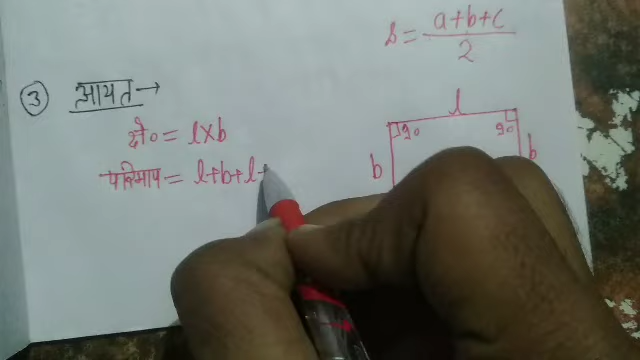 s = a+b+c / 2
③ आयत →
क्षे० = l×b
परिमाप = l+b+l+
l
90 90
b b